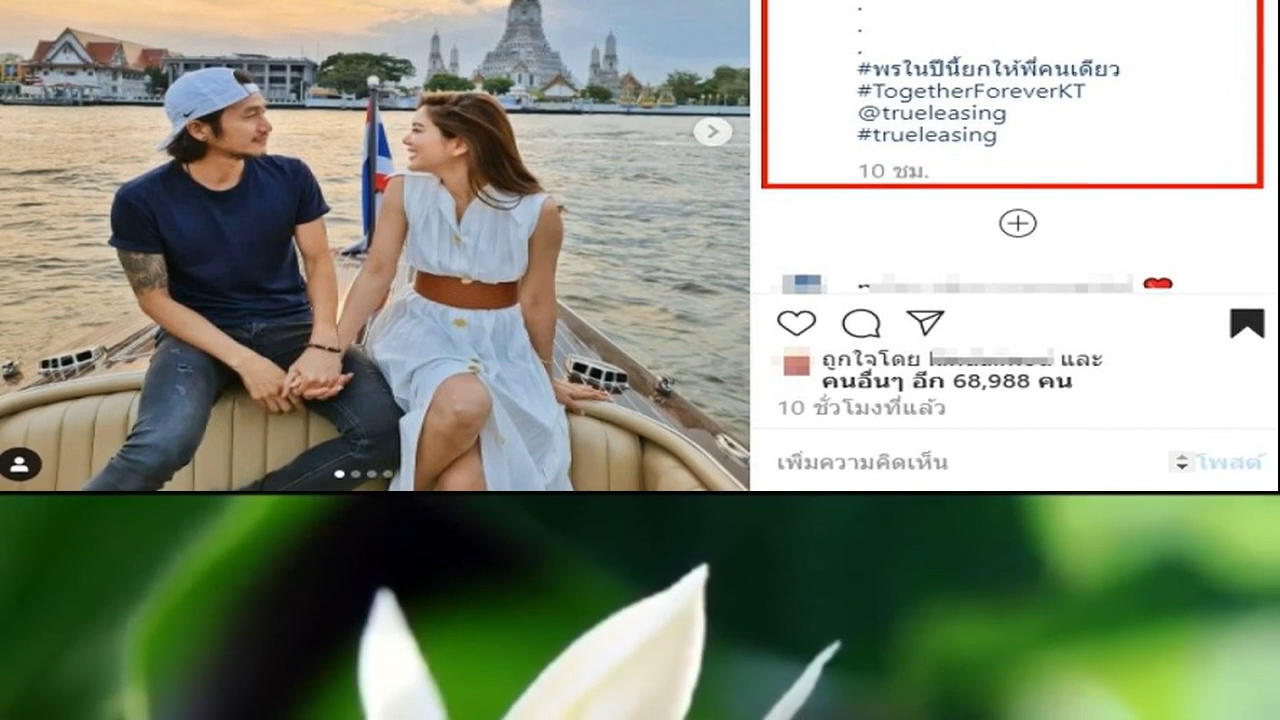 #พรในปีนี้ยกให้พี่คนเดียว
#TogetherForeverKT
@trueleasing
#trueleasing
10 ชม.
ถูกใจโดย และ
คนอื่นๆ อีก 68,988 คน
10 ชั่วโมงที่แล้ว
เพิ่มความคิดเห็น
โพสต์